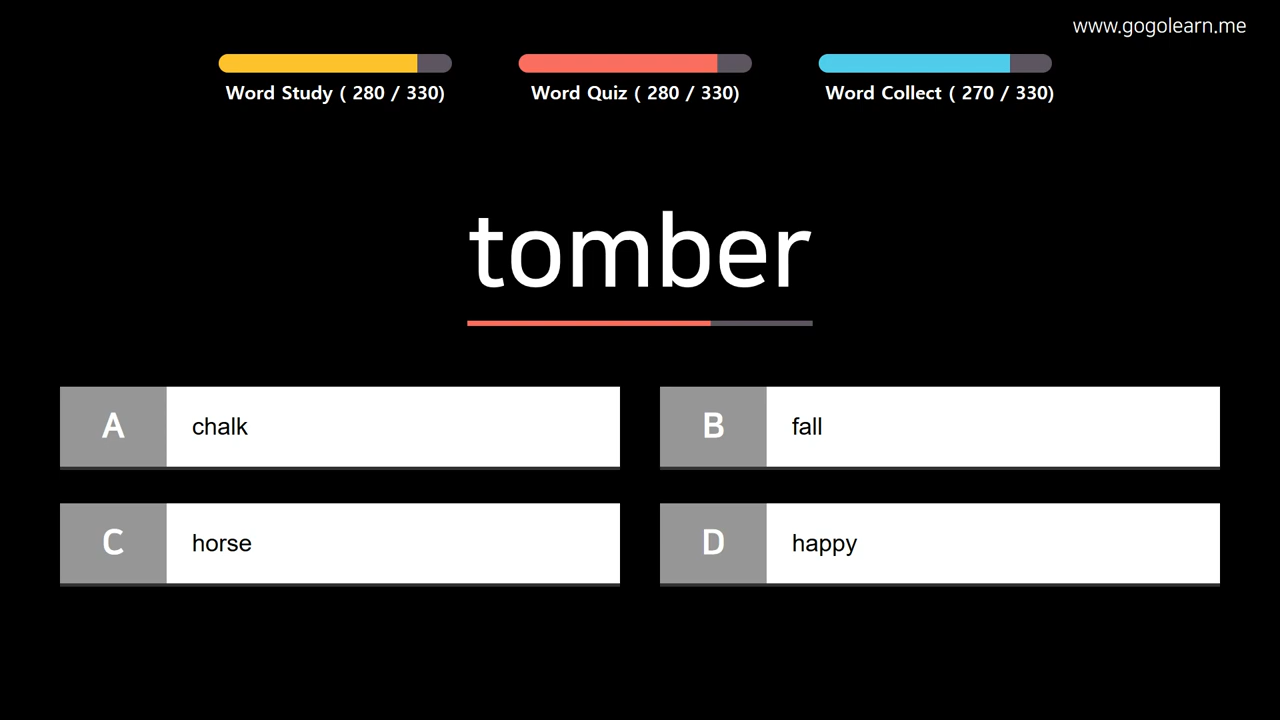 www.gogolearn.me
Word Study ( 280 / 330)
Word Quiz ( 280 / 330)
Word Collect ( 270 / 330)
tomber
A chalk
B fall
C horse
D happy